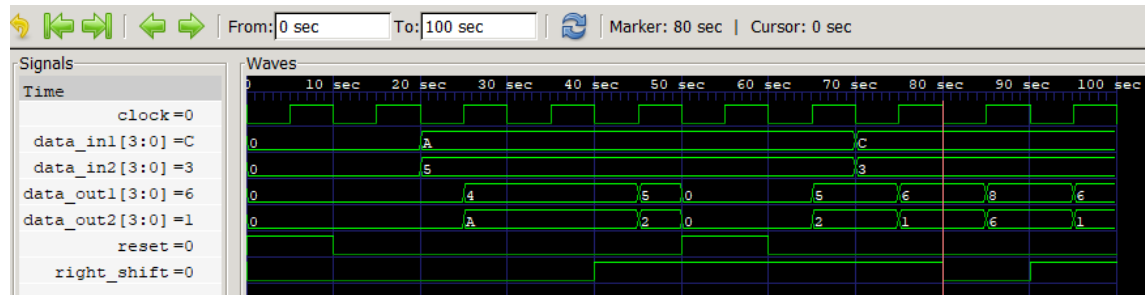 From: 0 sec To: 100 sec Marker: 80 sec | Cursor: 0 sec
Signals Waves
Time 0 10 sec 20 sec 30 sec 40 sec 50 sec 60 sec 70 sec 80 sec 90 sec 100 sec
clock=0
data_in1[3:0]=C 0 A C
data_in2[3:0]=3 0 5 3
data_out1[3:0]=6 0 4 5 0 5 6 8 6
data_out2[3:0]=1 0 A 2 0 2 1 6 1
reset=0
right_shift=0